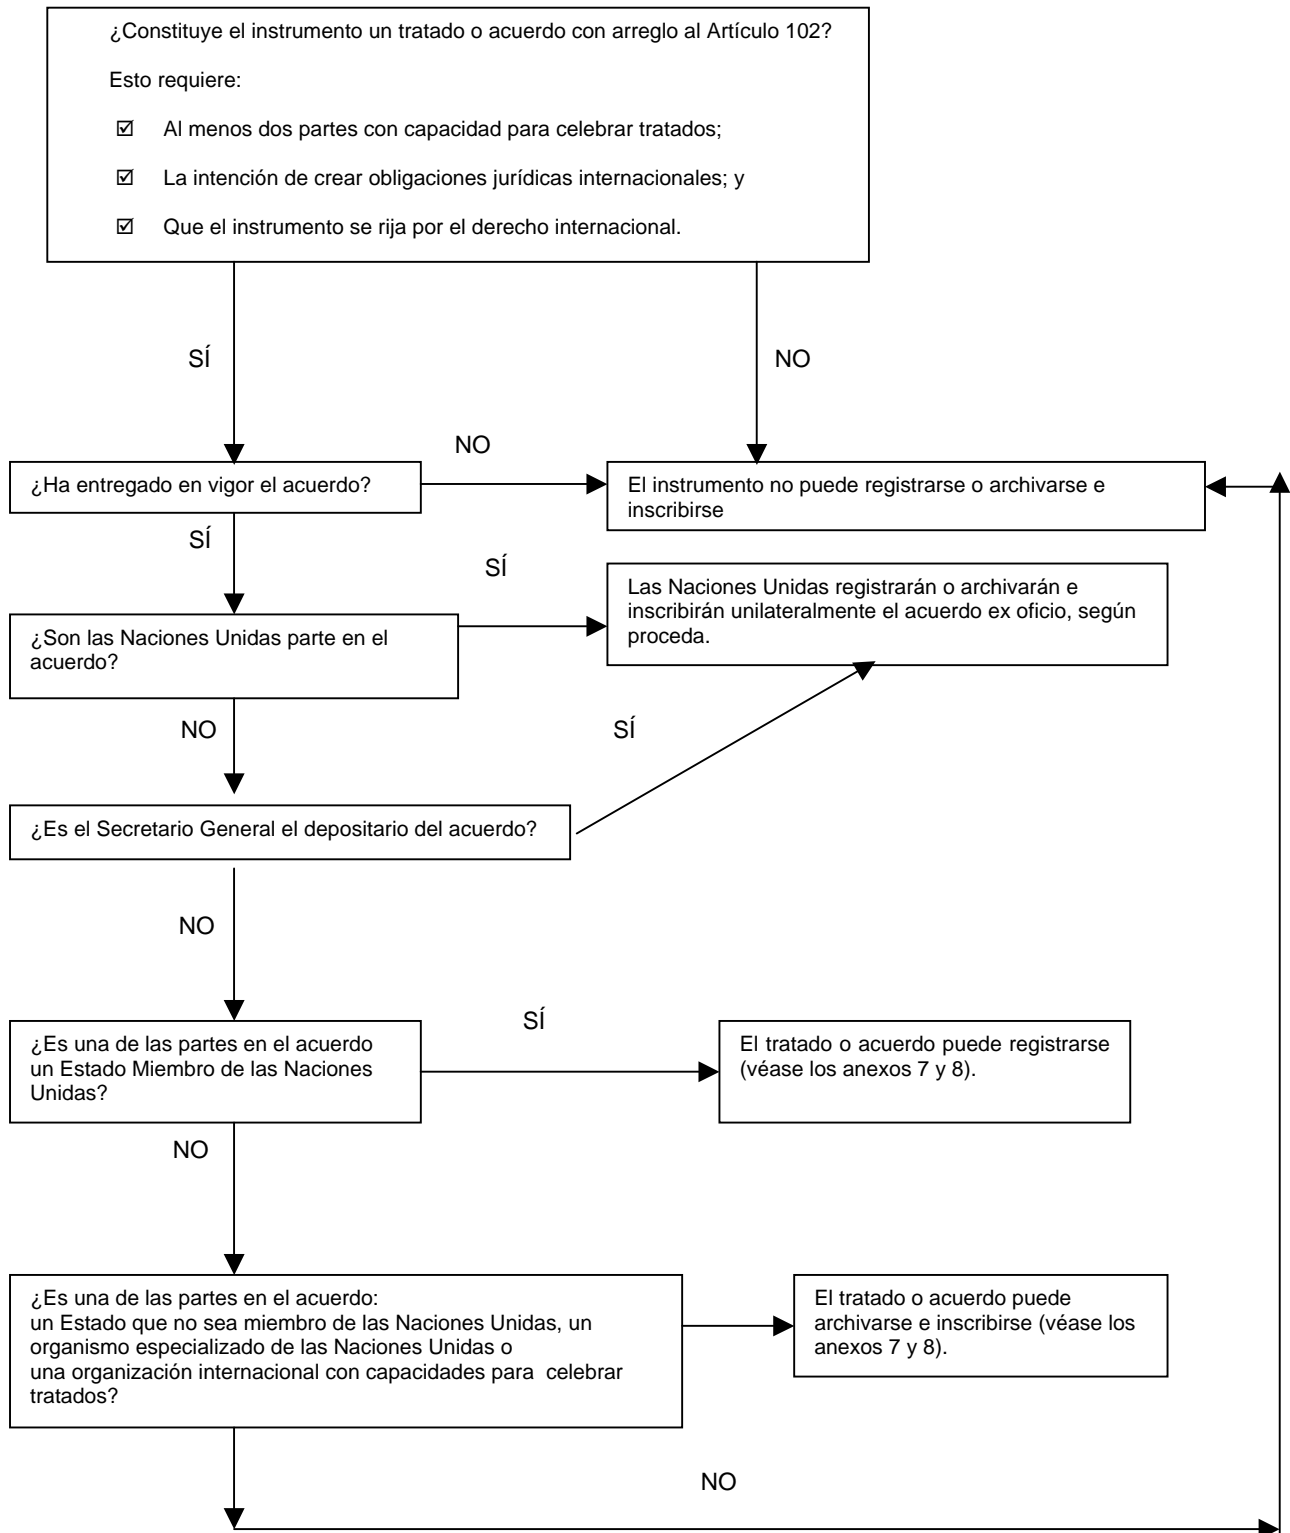 ¿Constituye el instrumento un tratado o acuerdo con arreglo al Artículo 102?
Esto requiere:
☑ Al menos dos partes con capacidad para celebrar tratados;
☑ La intención de crear obligaciones jurídicas internacionales; y
☑ Que el instrumento se rija por el derecho internacional.
SÍ
NO
NO
¿Ha entregado en vigor el acuerdo?
El instrumento no puede registrarse o archivarse e
inscribirse
SÍ
SÍ
Las Naciones Unidas registrarán o archivarán e
inscribirán unilateralmente el acuerdo ex oficio, según
proceda.
¿Son las Naciones Unidas parte en el
acuerdo?
NO
SÍ
¿Es el Secretario General el depositario del acuerdo?
NO
SÍ
¿Es una de las partes en el acuerdo
un Estado Miembro de las Naciones
Unidas?
El tratado o acuerdo puede registrarse
(véase los anexos 7 y 8).
NO
¿Es una de las partes en el acuerdo:
un Estado que no sea miembro de las Naciones Unidas, un
organismo especializado de las Naciones Unidas o
una organización internacional con capacidades para celebrar
tratados?
El tratado o acuerdo puede
archivarse e inscribirse (véase los
anexos 7 y 8).
NO